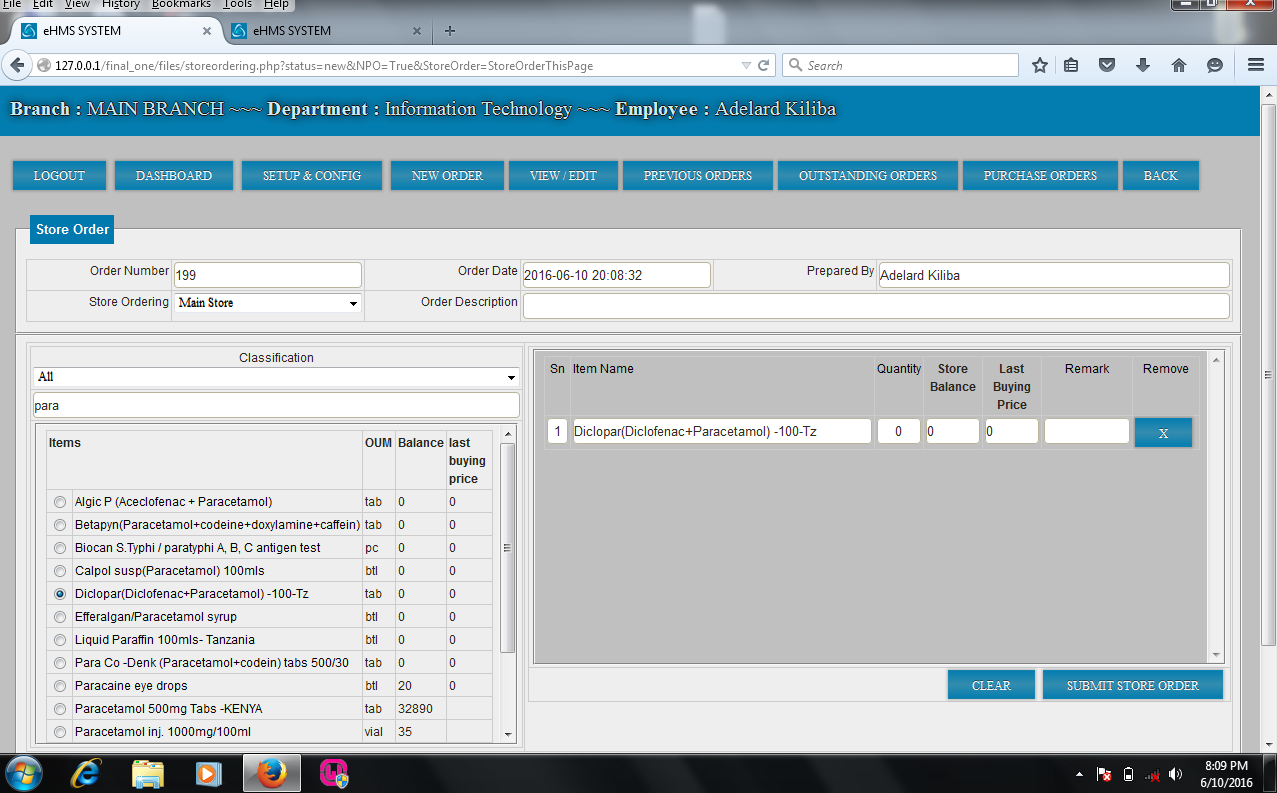 File Edit View History Bookmarks Tools Help
eHMS SYSTEM × eHMS SYSTEM × +
127.0.0.1/final_one/files/storeordering.php?status=new&NPO=True&StoreOrder=StoreOrderThisPage Search
Branch : MAIN BRANCH ~~~ Department : Information Technology ~~~ Employee : Adelard Kiliba
LOGOUT DASHBOARD SETUP & CONFIG NEW ORDER VIEW / EDIT PREVIOUS ORDERS OUTSTANDING ORDERS PURCHASE ORDERS BACK
Store Order
Order Number 199 Order Date 2016-06-10 20:08:32 Prepared By Adelard Kiliba
Store Ordering Main Store Order Description
Classification
All
para
Items OUM Balance last buying price
Algic P (Aceclofenac + Paracetamol) tab 0 0
Betapyn(Paracetamol+codeine+doxylamine+caffein) tab 0 0
Biocan S.Typhi / paratyphi A, B, C antigen test pc 0 0
Calpol susp(Paracetamol) 100mls btl 0 0
Diclopar(Diclofenac+Paracetamol) -100-Tz tab 0 0
Efferalgan/Paracetamol syrup btl 0 0
Liquid Paraffin 100mls- Tanzania btl 0 0
Para Co -Denk (Paracetamol+codein) tabs 500/30 tab 0 0
Paracaine eye drops btl 20 0
Paracetamol 500mg Tabs -KENYA tab 32890
Paracetamol inj. 1000mg/100ml vial 35
Sn Item Name Quantity Store Balance Last Buying Price Remark Remove
1 Diclopar(Diclofenac+Paracetamol) -100-Tz 0 0 0 X
CLEAR SUBMIT STORE ORDER
8:09 PM
6/10/2016